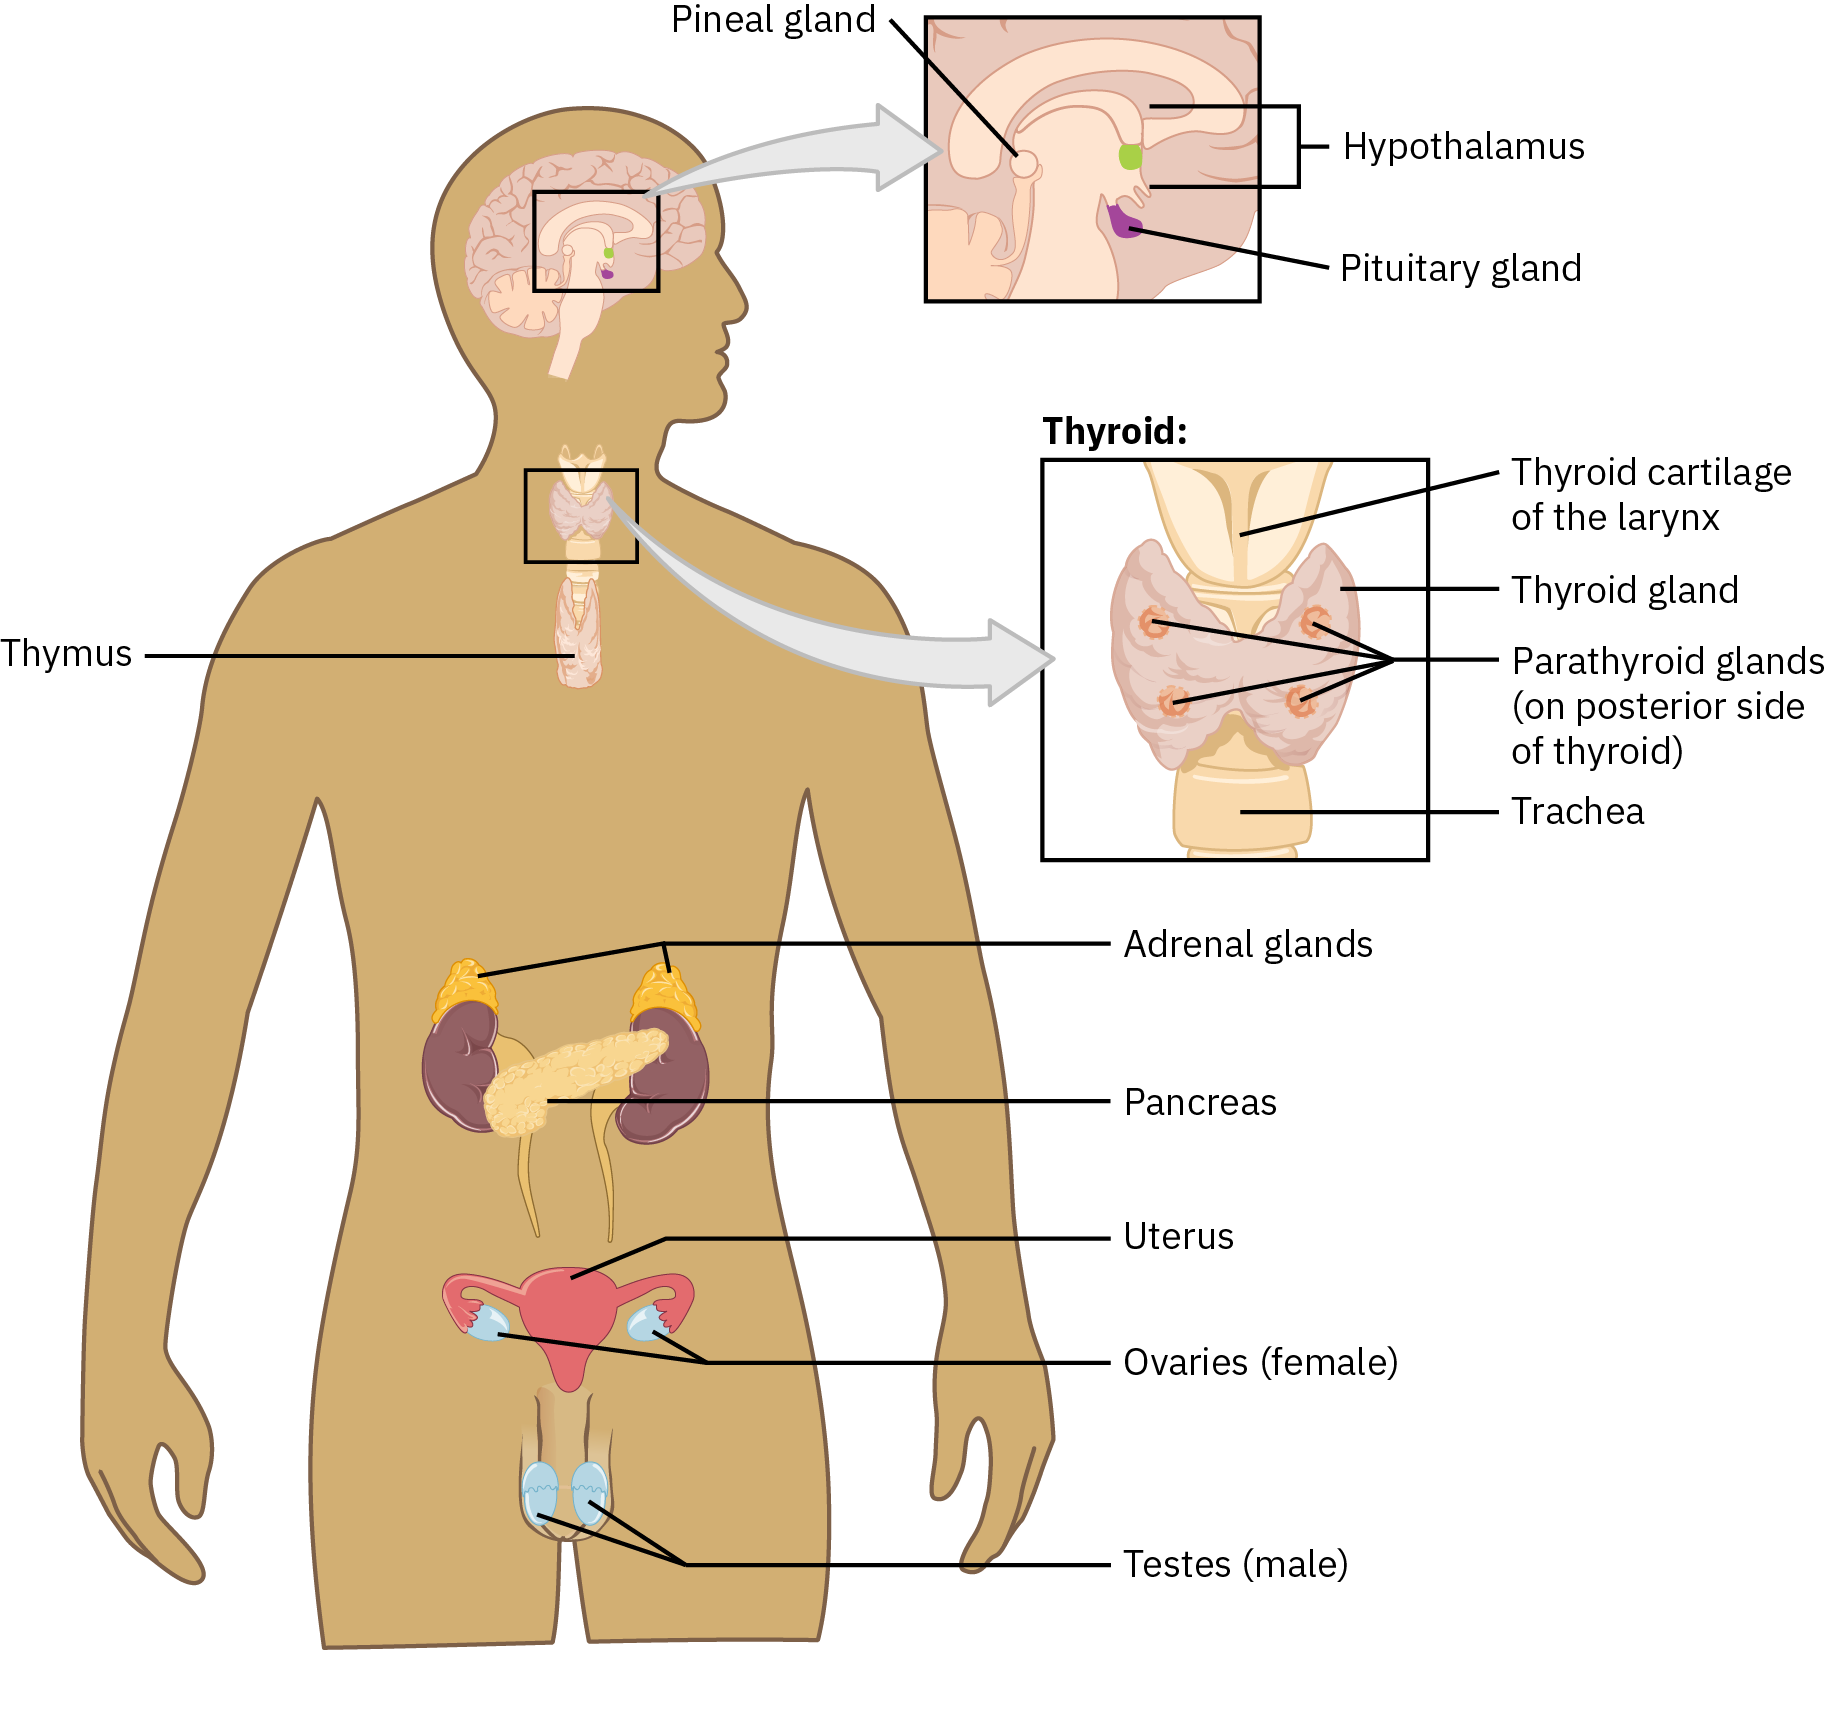 Pineal gland
Hypothalamus
Pituitary gland
Thyroid:
Thyroid cartilage
of the larynx
Thyroid gland
Thymus
Parathyroid glands
(on posterior side
of thyroid)
Trachea
Adrenal glands
Pancreas
Uterus
Ovaries (female)
Testes (male)